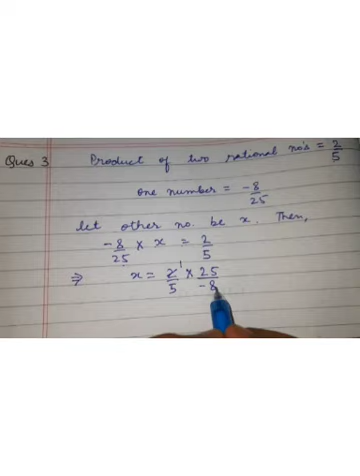 Ques 3 Product of two rational no's = 2/5
one number = -8/25
let other no. be x. Then,
-8/25 × x = 2/5
⇒ x = 2/5 ¹ × 25/-8